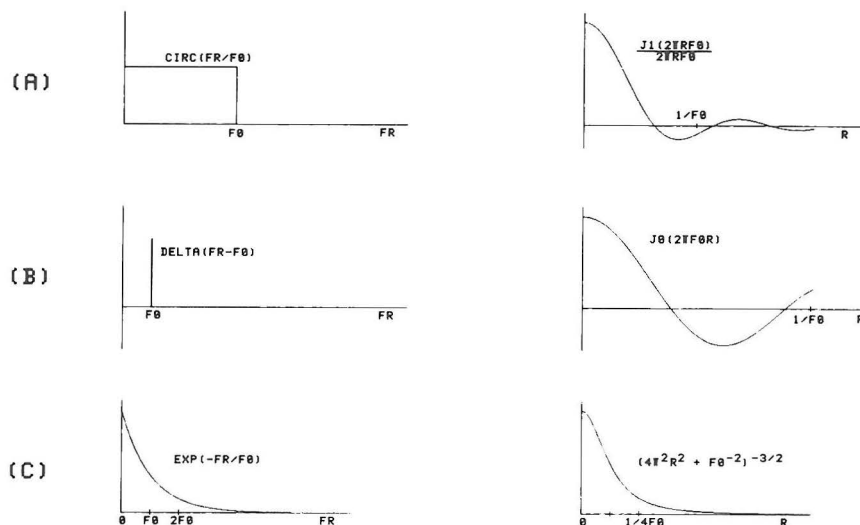 (A)
CIRC(FR/F0)
F0
FR
J1(2πRF0)
2πRF0
1/F0
R
(B)
DELTA(FR-F0)
F0
FR
J0(2πF0R)
1/F0
(C)
EXP(-FR/F0)
0 F0 2F0 FR
(4π²R² + F0⁻²)⁻³/²
0 1/4F0 R